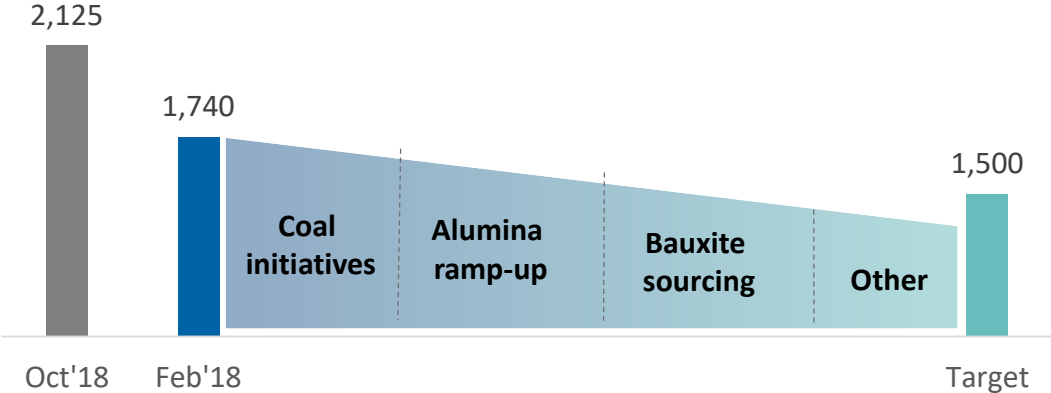 2,125
1,740
1,500
Coal
initiatives
Alumina
ramp-up
Bauxite
sourcing
Other
Oct'18
Feb'18
Target